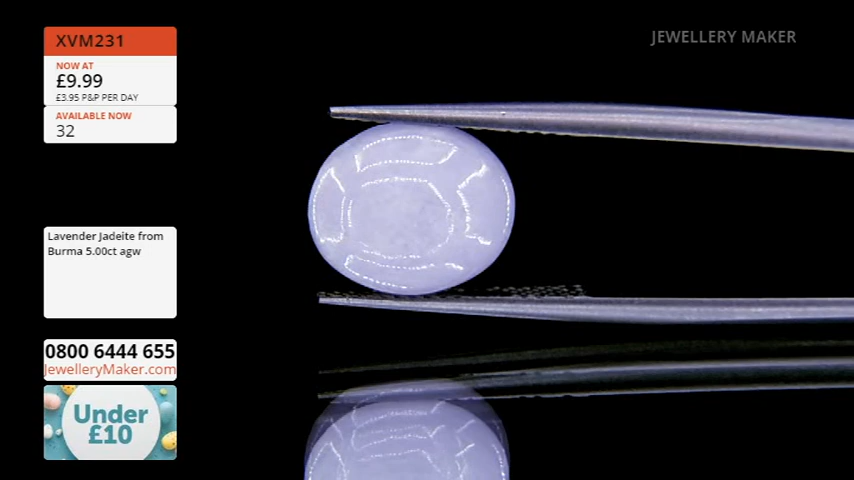 XVM231
NOW AT
£9.99
£3.95 P&P PER DAY
AVAILABLE NOW
32
Lavender Jadeite from
Burma 5.00ct agw
0800 6444 655
JewelleryMaker.com
Under
£10
JEWELLERY MAKER